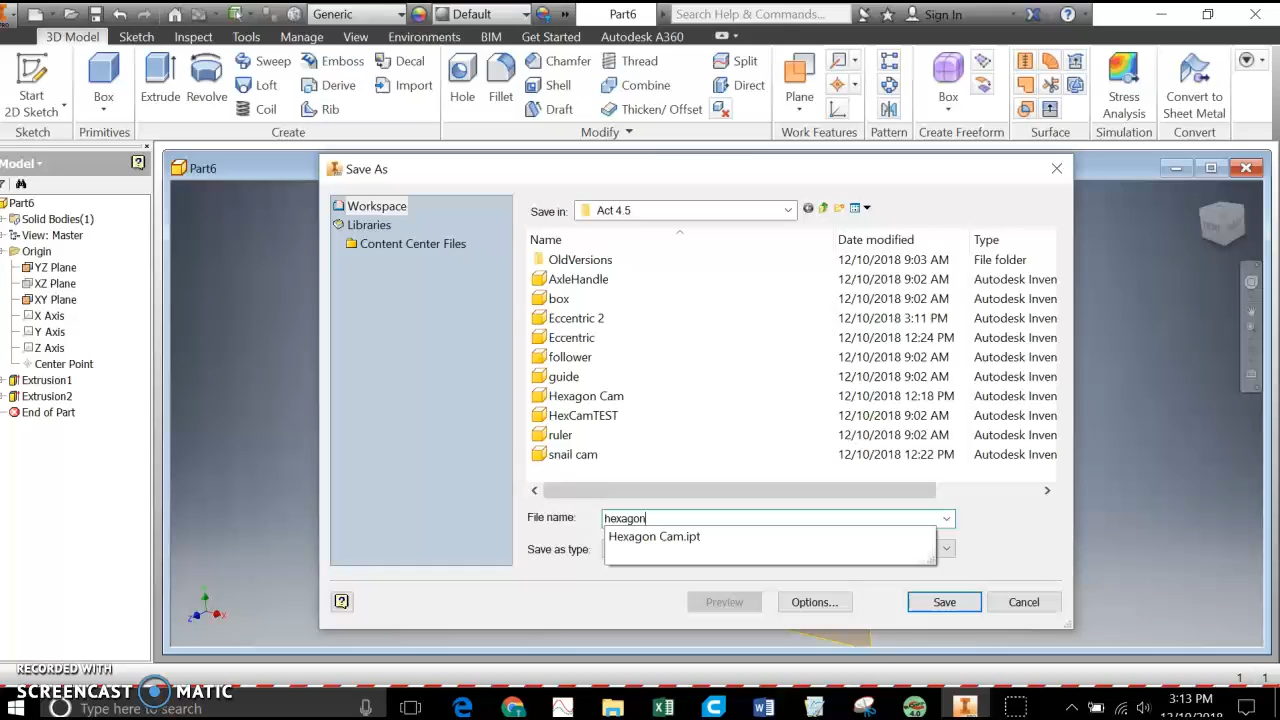 Generic
Default
Part6
Search Help & Commands...
Sign In
3D Model
Sketch
Inspect
Tools
Manage
View
Environments
BIM
Get Started
Autodesk A360
Start
2D Sketch
Box
Extrude
Revolve
Sweep
Loft
Coil
Emboss
Derive
Rib
Decal
Import
Hole
Fillet
Chamfer
Shell
Draft
Thread
Combine
Thicken/ Offset
Split
Direct
Plane
Box
Stress
Analysis
Convert to
Sheet Metal
Sketch
Primitives
Create
Modify
Work Features
Pattern
Create Freeform
Surface
Simulation
Convert
Model
Part6
Solid Bodies(1)
View: Master
Origin
YZ Plane
XZ Plane
XY Plane
X Axis
Y Axis
Z Axis
Center Point
Extrusion1
Extrusion2
End of Part
Part6
Save As
Workspace
Libraries
Content Center Files
Save in:
Act 4.5
Name
Date modified
Type
OldVersions 12/10/2018 9:03 AM File folder
AxleHandle 12/10/2018 9:02 AM Autodesk Inven
box 12/10/2018 9:02 AM Autodesk Inven
Eccentric 2 12/10/2018 3:11 PM Autodesk Inven
Eccentric 12/10/2018 12:24 PM Autodesk Inven
follower 12/10/2018 9:02 AM Autodesk Inven
guide 12/10/2018 9:02 AM Autodesk Inven
Hexagon Cam 12/10/2018 12:18 PM Autodesk Inven
HexCamTEST 12/10/2018 9:02 AM Autodesk Inven
ruler 12/10/2018 9:02 AM Autodesk Inven
snail cam 12/10/2018 12:22 PM Autodesk Inven
File name:
hexagon
Hexagon Cam.ipt
Save as type
Preview
Options...
Save
Cancel
1 1
RECORDED WITH
SCREENCAST MATIC
Type here to search
3:13 PM
12/10/2018